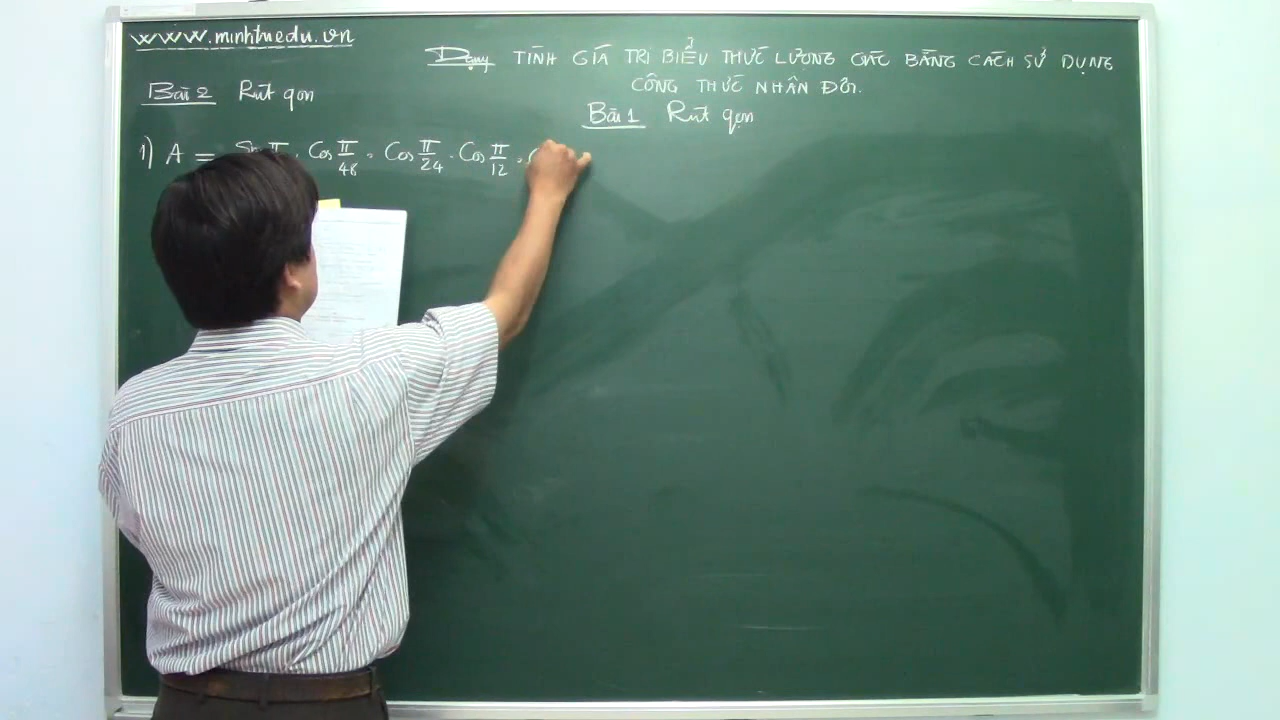 www.minhtuedu.vn
Dạng TÍNH GIÁ TRỊ BIỂU THỨC LƯỢNG GIÁC BẰNG CÁCH SỬ DỤNG
CÔNG THỨC NHÂN ĐÔI.
Bài 2 Rút gọn
Bài 1 Rút gọn
1) A = Sin π . Cos π/48 . Cos π/24 . Cos π/12 .